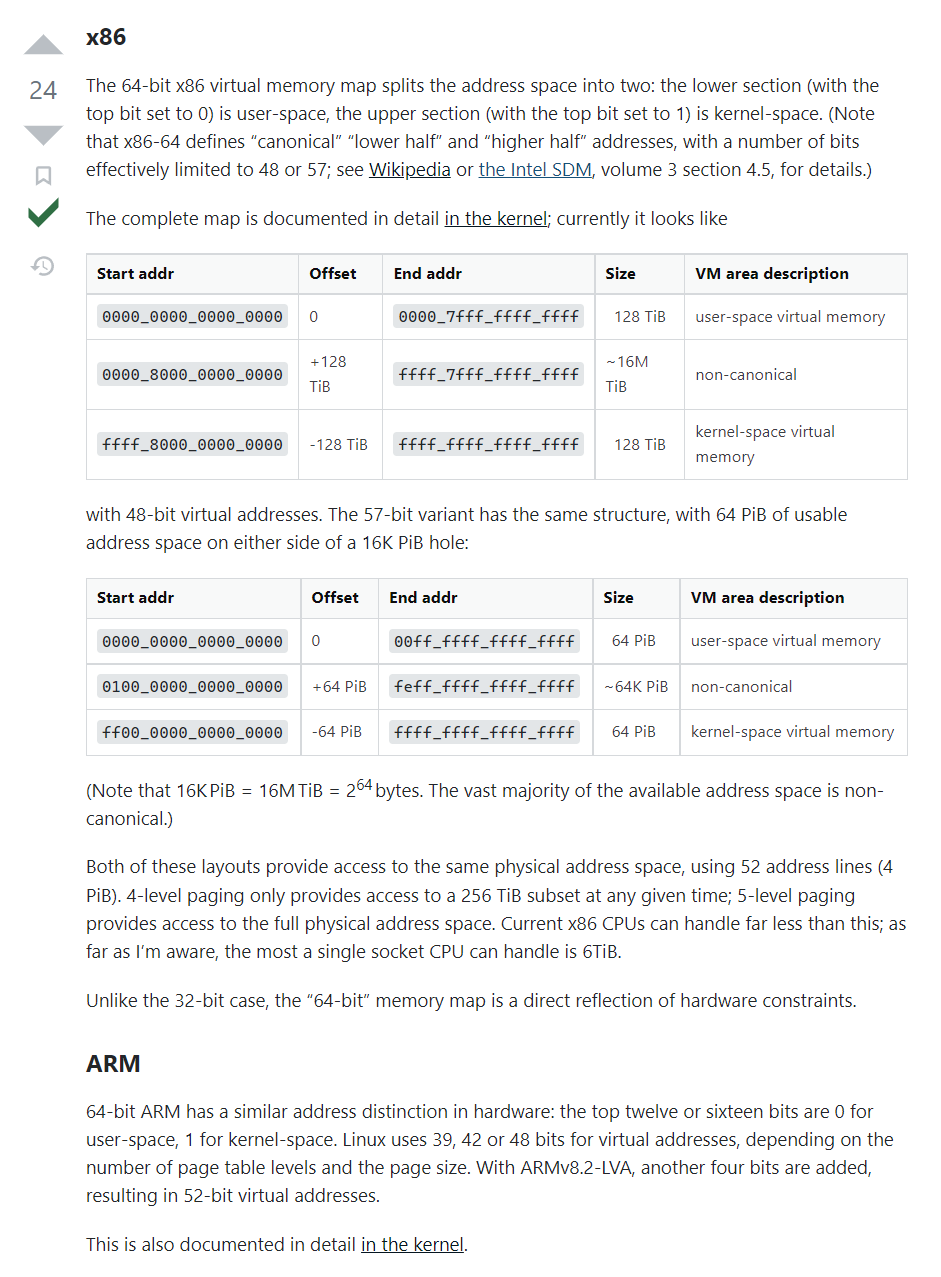 x86
24
The 64-bit x86 virtual memory map splits the address space into two: the lower section (with the
top bit set to 0) is user-space, the upper section (with the top bit set to 1) is kernel-space. (Note
that x86-64 defines “canonical” “lower half” and “higher half” addresses, with a number of bits
effectively limited to 48 or 57; see Wikipedia or the Intel SDM, volume 3 section 4.5, for details.)
The complete map is documented in detail in the kernel; currently it looks like
Start addr Offset End addr Size VM area description
0000_0000_0000_0000 0 0000_7fff_ffff_ffff 128 TiB user-space virtual memory
0000_8000_0000_0000 +128 TiB ffff_7fff_ffff_ffff ~16M TiB non-canonical
ffff_8000_0000_0000 -128 TiB ffff_ffff_ffff_ffff 128 TiB kernel-space virtual memory
with 48-bit virtual addresses. The 57-bit variant has the same structure, with 64 PiB of usable
address space on either side of a 16K PiB hole:
Start addr Offset End addr Size VM area description
0000_0000_0000_0000 0 00ff_ffff_ffff_ffff 64 PiB user-space virtual memory
0100_0000_0000_0000 +64 PiB feff_ffff_ffff_ffff ~64K PiB non-canonical
ff00_0000_0000_0000 -64 PiB ffff_ffff_ffff_ffff 64 PiB kernel-space virtual memory
(Note that 16K PiB = 16M TiB = 2^64 bytes. The vast majority of the available address space is non-
canonical.)
Both of these layouts provide access to the same physical address space, using 52 address lines (4
PiB). 4-level paging only provides access to a 256 TiB subset at any given time; 5-level paging
provides access to the full physical address space. Current x86 CPUs can handle far less than this; as
far as I’m aware, the most a single socket CPU can handle is 6TiB.
Unlike the 32-bit case, the “64-bit” memory map is a direct reflection of hardware constraints.
ARM
64-bit ARM has a similar address distinction in hardware: the top twelve or sixteen bits are 0 for
user-space, 1 for kernel-space. Linux uses 39, 42 or 48 bits for virtual addresses, depending on the
number of page table levels and the page size. With ARMv8.2-LVA, another four bits are added,
resulting in 52-bit virtual addresses.
This is also documented in detail in the kernel.